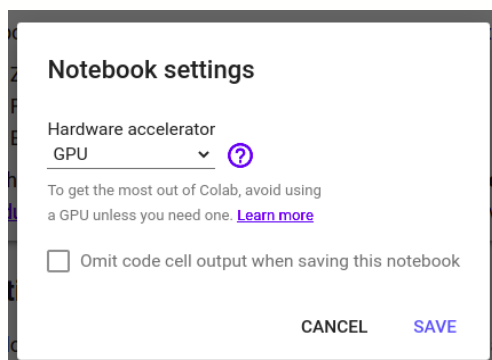 Notebook settings
Hardware accelerator
GPU
?
To get the most out of Colab, avoid using
a GPU unless you need one. Learn more
Omit code cell output when saving this notebook
CANCEL SAVE